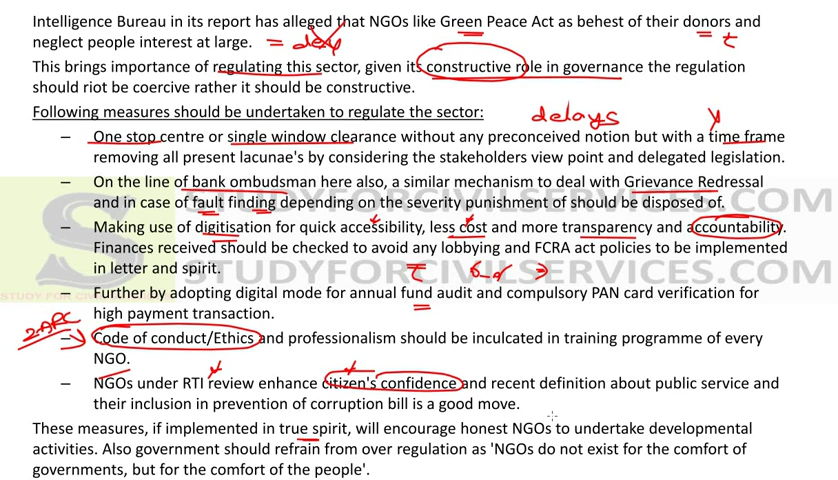 Intelligence Bureau in its report has alleged that NGOs like Green Peace Act as behest of their donors and
neglect people interest at large.
This brings importance of regulating this sector, given its constructive role in governance the regulation
should riot be coercive rather it should be constructive.
Following measures should be undertaken to regulate the sector:
delays
– One stop centre or single window clearance without any preconceived notion but with a time frame
removing all present lacunae's by considering the stakeholders view point and delegated legislation.
– On the line of bank ombudsman here also, a similar mechanism to deal with Grievance Redressal
and in case of fault finding depending on the severity punishment of should be disposed of.
STUDYFORCIVILSERVICES.COM
– Making use of digitisation for quick accessibility, less cost and more transparency and accountability.
Finances received should be checked to avoid any lobbying and FCRA act policies to be implemented
in letter and spirit.
STUDYFORCIVILSERVICES.COM
STUDY FOR CIVIL SERVICES
– Further by adopting digital mode for annual fund audit and compulsory PAN card verification for
high payment transaction.
2-ARC
– Code of conduct/Ethics and professionalism should be inculcated in training programme of every
NGO.
– NGOs under RTI review enhance citizen's confidence and recent definition about public service and
their inclusion in prevention of corruption bill is a good move.
These measures, if implemented in true spirit, will encourage honest NGOs to undertake developmental
activities. Also government should refrain from over regulation as 'NGOs do not exist for the comfort of
governments, but for the comfort of the people'.